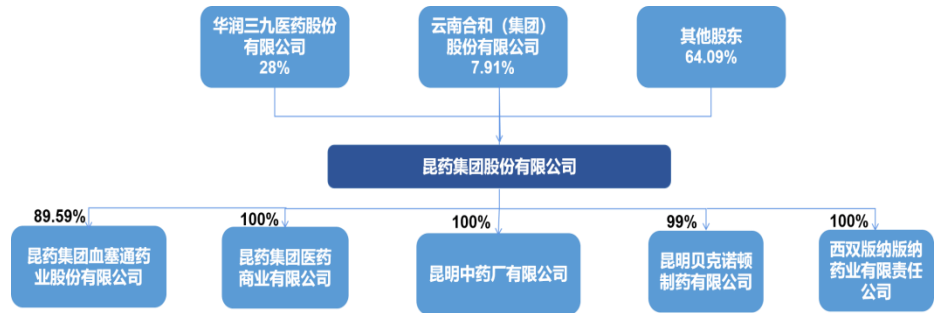 华润三九医药股份
有限公司
28%
云南合和（集团）
股份有限公司
7.91%
其他股东
64.09%
昆药集团股份有限公司
89.59%
100%
100%
99%
100%
昆药集团血塞通药
业股份有限公司
昆药集团医药
商业有限公司
昆明中药厂有限公司
昆明贝克诺顿
制药有限公司
西双版纳版纳
药业有限责任
公司